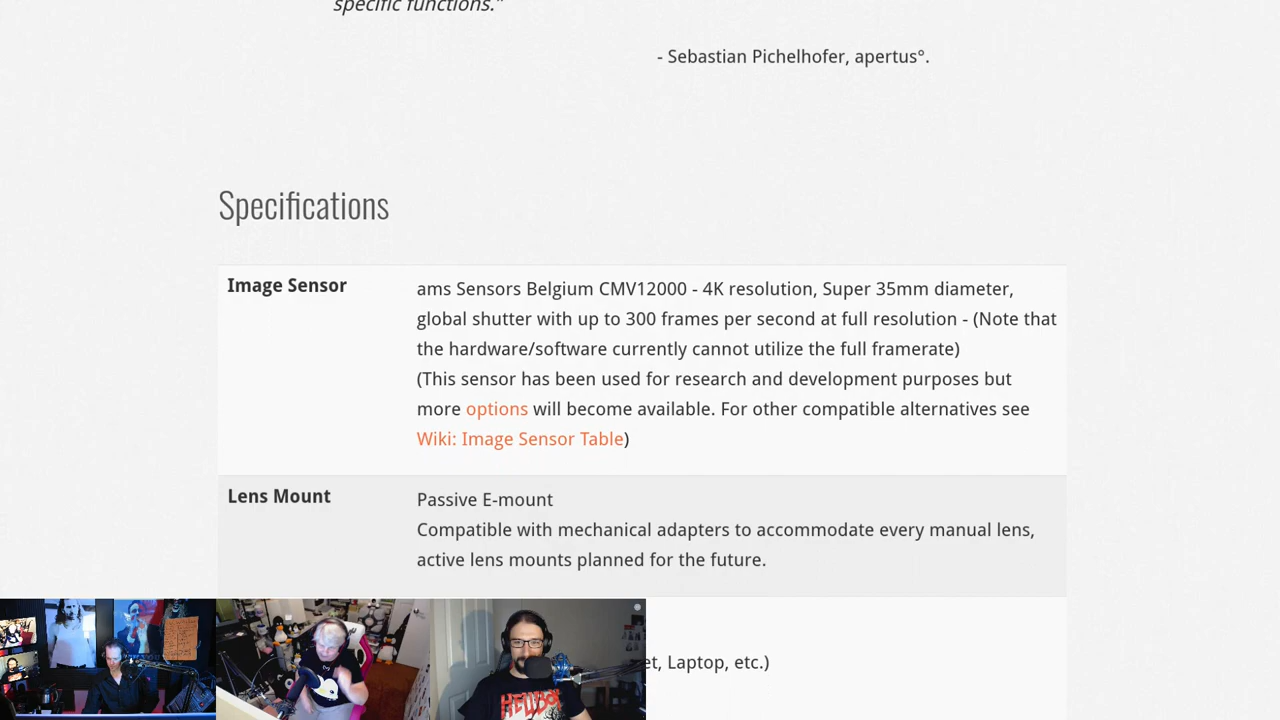 specific functions."
- Sebastian Pichelhofer, apertus°.
Specifications
Image Sensor
ams Sensors Belgium CMV12000 - 4K resolution, Super 35mm diameter,
global shutter with up to 300 frames per second at full resolution - (Note that
the hardware/software currently cannot utilize the full framerate)
(This sensor has been used for research and development purposes but
more options will become available. For other compatible alternatives see
Wiki: Image Sensor Table)
Lens Mount
Passive E-mount
Compatible with mechanical adapters to accommodate every manual lens,
active lens mounts planned for the future.
et, Laptop, etc.)
HELLBOY